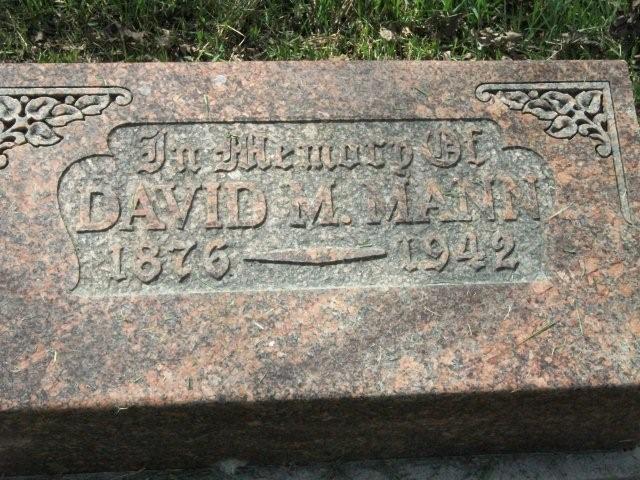 In Memory Of
DAVID M. MANN
1876 — 1942